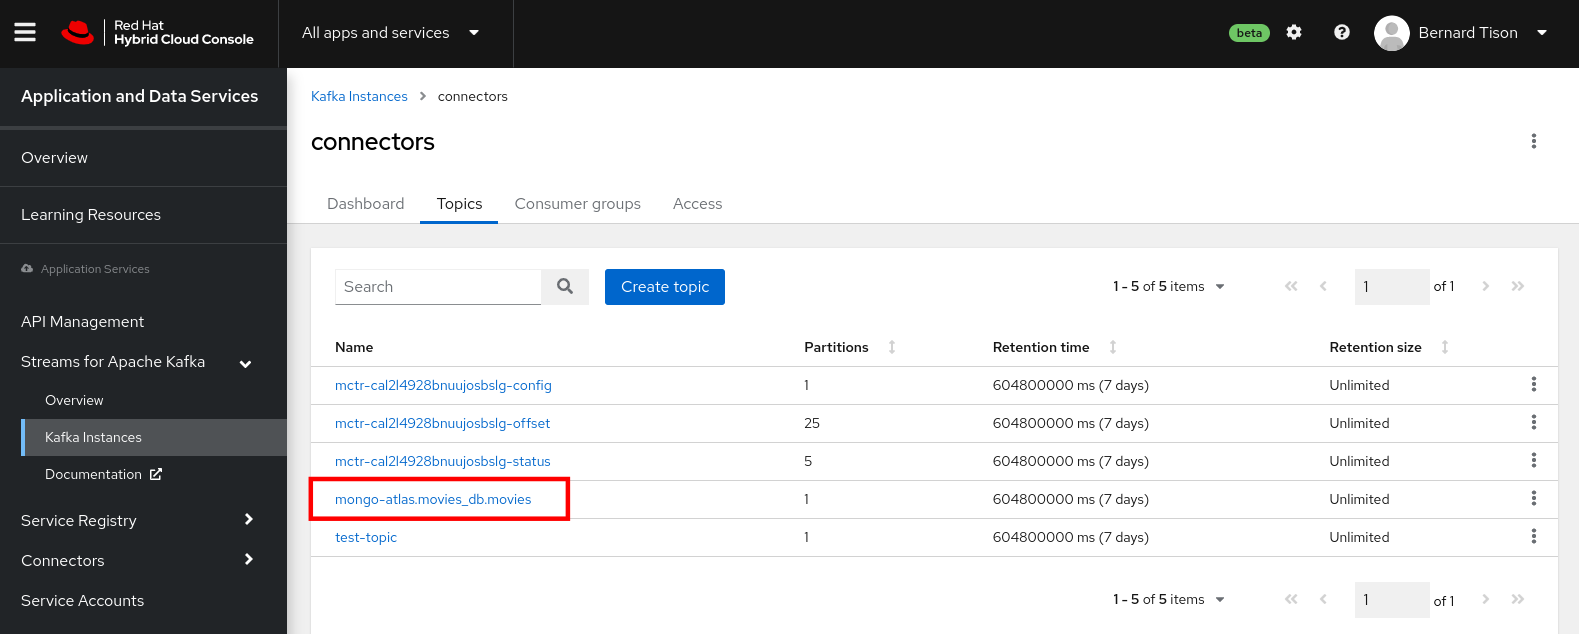 Red Hat
Hybrid Cloud Console
All apps and services
beta
Bernard Tison
Application and Data Services
Overview
Learning Resources
Application Services
API Management
Streams for Apache Kafka
Overview
Kafka Instances
Documentation
Service Registry
Connectors
Service Accounts
Kafka Instances > connectors
connectors
Dashboard Topics Consumer groups Access
Search Create topic 1 - 5 of 5 items 1 of 1
Name Partitions Retention time Retention size
mctr-cal2l4928bnuujosbslg-config 1 604800000 ms (7 days) Unlimited
mctr-cal2l4928bnuujosbslg-offset 25 604800000 ms (7 days) Unlimited
mctr-cal2l4928bnuujosbslg-status 5 604800000 ms (7 days) Unlimited
mongo-atlas.movies_db.movies 1 604800000 ms (7 days) Unlimited
test-topic 1 604800000 ms (7 days) Unlimited
1 - 5 of 5 items 1 of 1